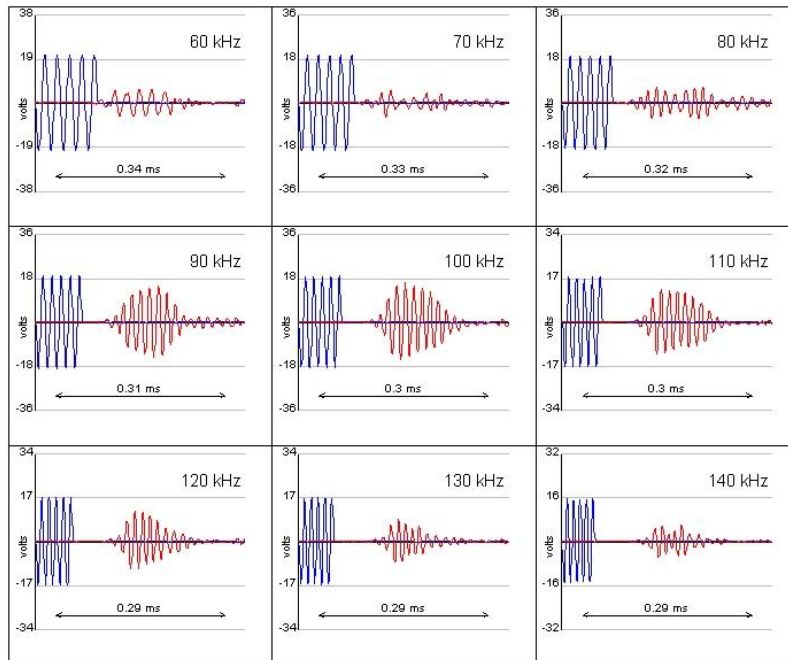 38
60 kHz
19
volts
-19
0.34 ms
-38
36
70 kHz
18
volts
-18
0.33 ms
-36
36
80 kHz
18
volts
-18
0.32 ms
-36
36
90 kHz
18
volts
-18
0.31 ms
-36
36
100 kHz
18
volts
-18
0.3 ms
-36
34
110 kHz
17
volts
-17
0.3 ms
-34
34
120 kHz
17
volts
-17
0.29 ms
-34
34
130 kHz
17
volts
-17
0.29 ms
-34
32
140 kHz
16
volts
-16
0.29 ms
-32